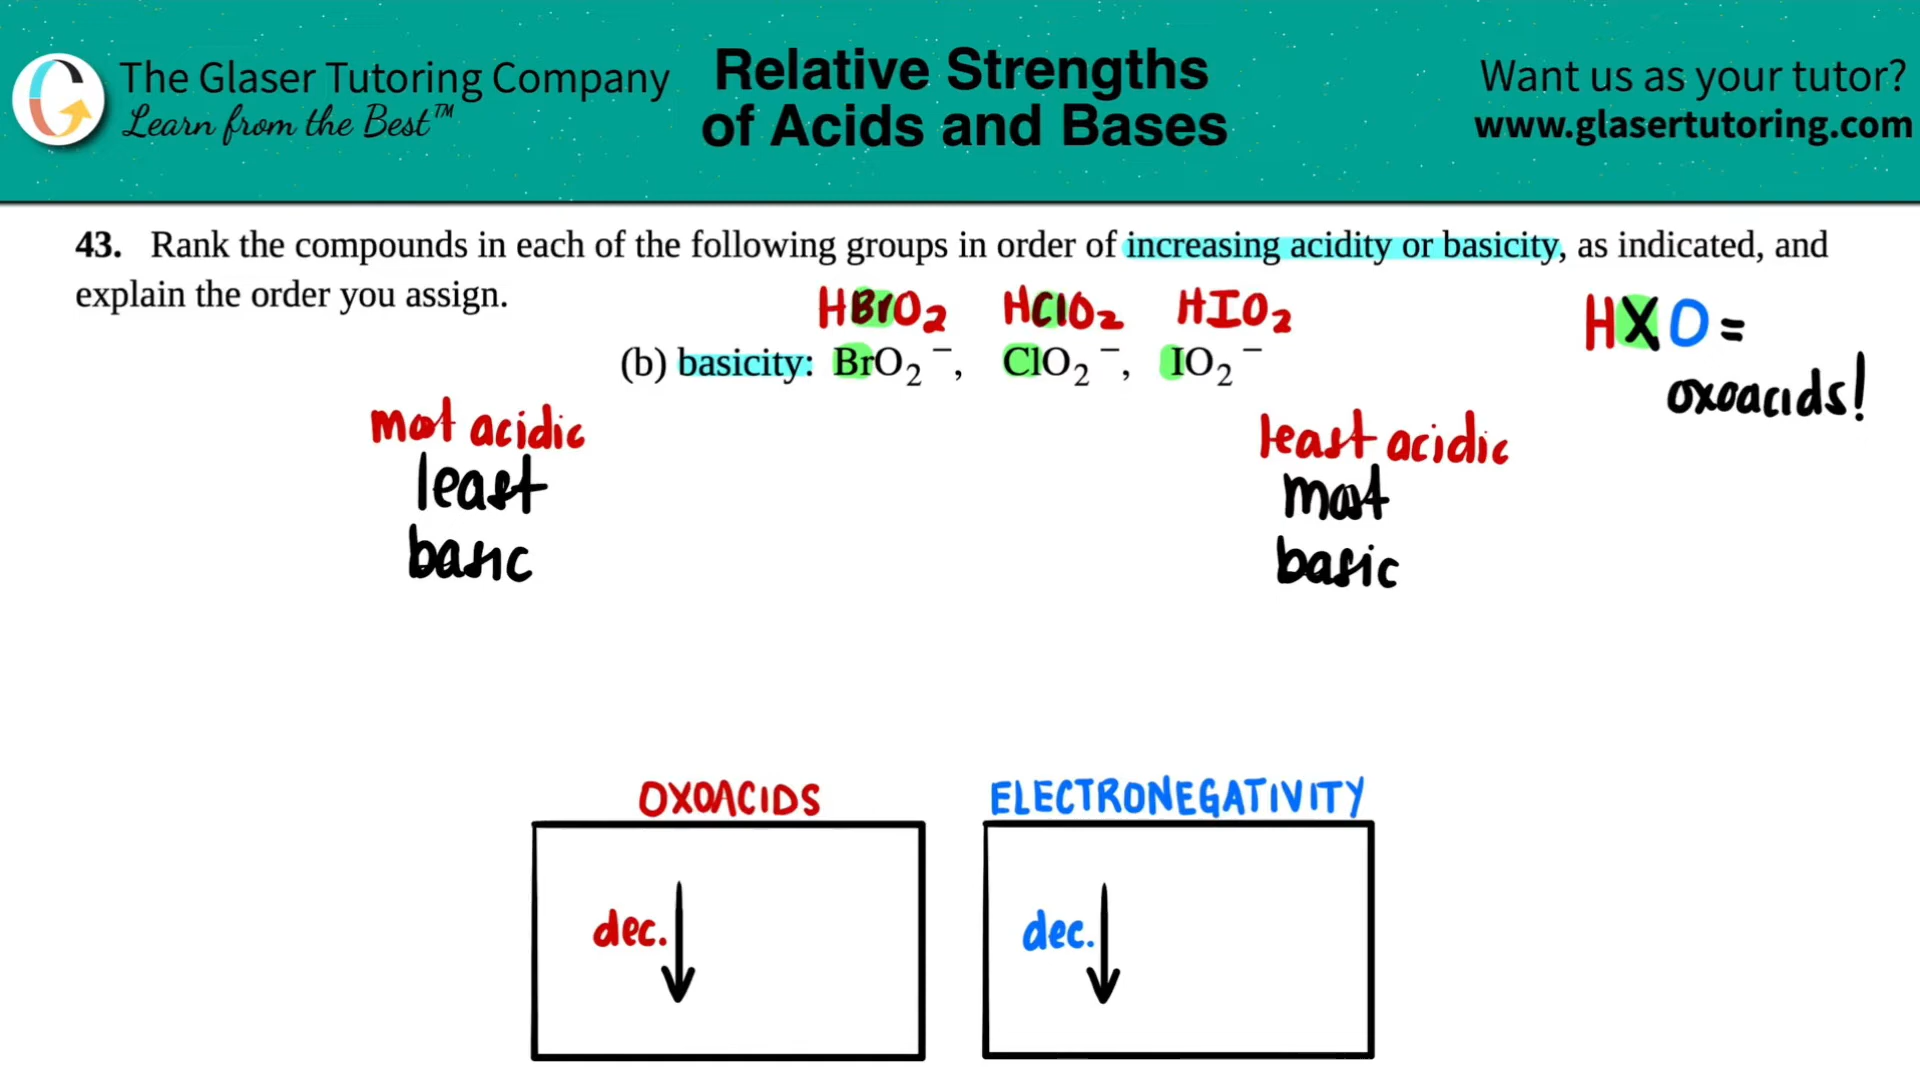 The Glaser Tutoring Company
Learn from the Best™
Relative Strengths
of Acids and Bases
Want us as your tutor?
www.glasertutoring.com
43. Rank the compounds in each of the following groups in order of increasing acidity or basicity, as indicated, and
explain the order you assign.
HBrO₂ HClO₂ HIO₂
(b) basicity: BrO₂⁻, ClO₂⁻, IO₂⁻
HXO =
oxoacids!
most acidic
least
basic
least acidic
most
basic
OXOACIDS
dec.
ELECTRONEGATIVITY
dec.